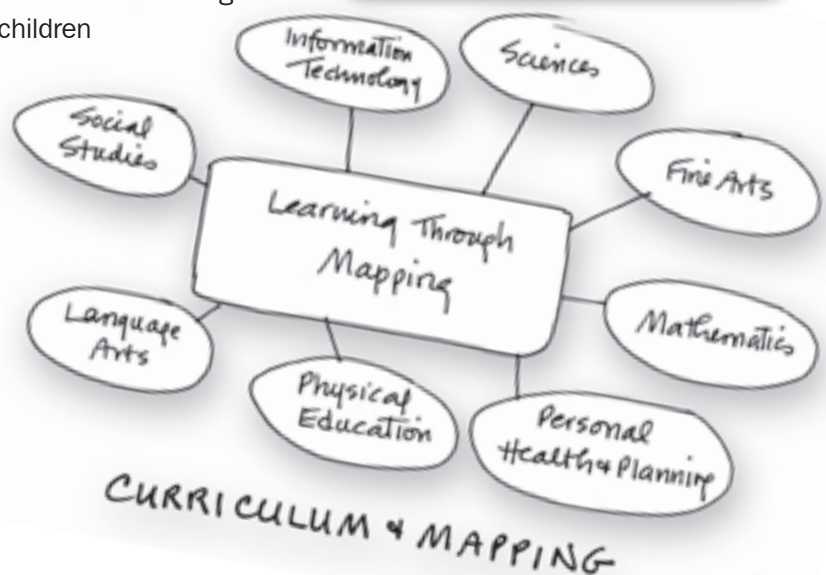 children
Information
Technology
Sciences
Social
Studies
Fine Arts
Learning Through
Mapping
Mathematics
Language
Arts
Physical
Education
Personal
Health & Planning
CURRICULUM & MAPPING